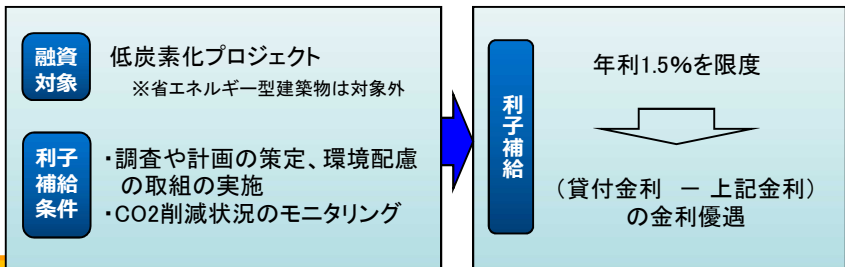 融資
対象
低炭素化プロジェクト
※省エネルギー型建築物は対象外
利子
補給
条件
・調査や計画の策定、環境配慮
の取組の実施
・CO2削減状況のモニタリング
利子補給
年利1.5%を限度
(貸付金利 － 上記金利)
の金利優遇